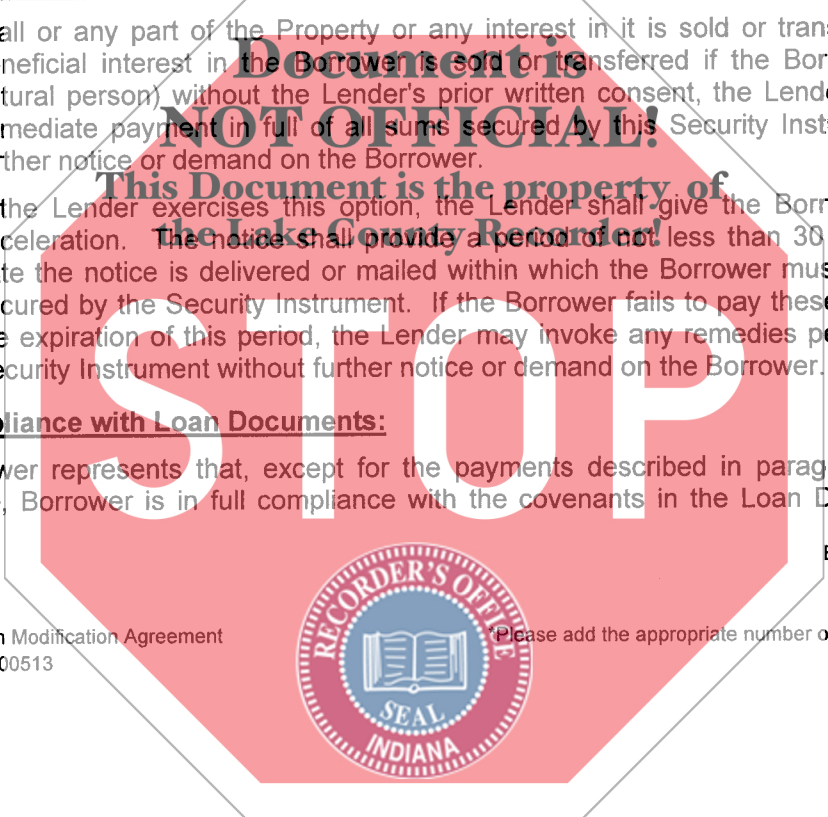 all or any part of the Property or any interest in it is sold or tran
Document is
neficial interest in the Borrower is sold or transferred if the Bor
tural person) without the Lender's prior written consent, the Lend
NOT OFFICIAL!
mediate payment in full of all sums secured by this Security Inst
ther notice or demand on the Borrower.
This Document is the property of
the Lender exercises this option, the Lender shall give the Borr
the Lake County Recorder!
celeration. The notice shall provide a period of not less than 30
te the notice is delivered or mailed within which the Borrower mus
cured by the Security Instrument. If the Borrower fails to pay these
e expiration of this period, the Lender may invoke any remedies pe
ecurity Instrument without further notice or demand on the Borrower.
STOP
pliance with Loan Documents:
wer represents that, except for the payments described in parag
, Borrower is in full compliance with the covenants in the Loan D
RECORDER'S OFFICE
SEAL
INDIANA
n Modification Agreement
*Please add the appropriate number o
00513